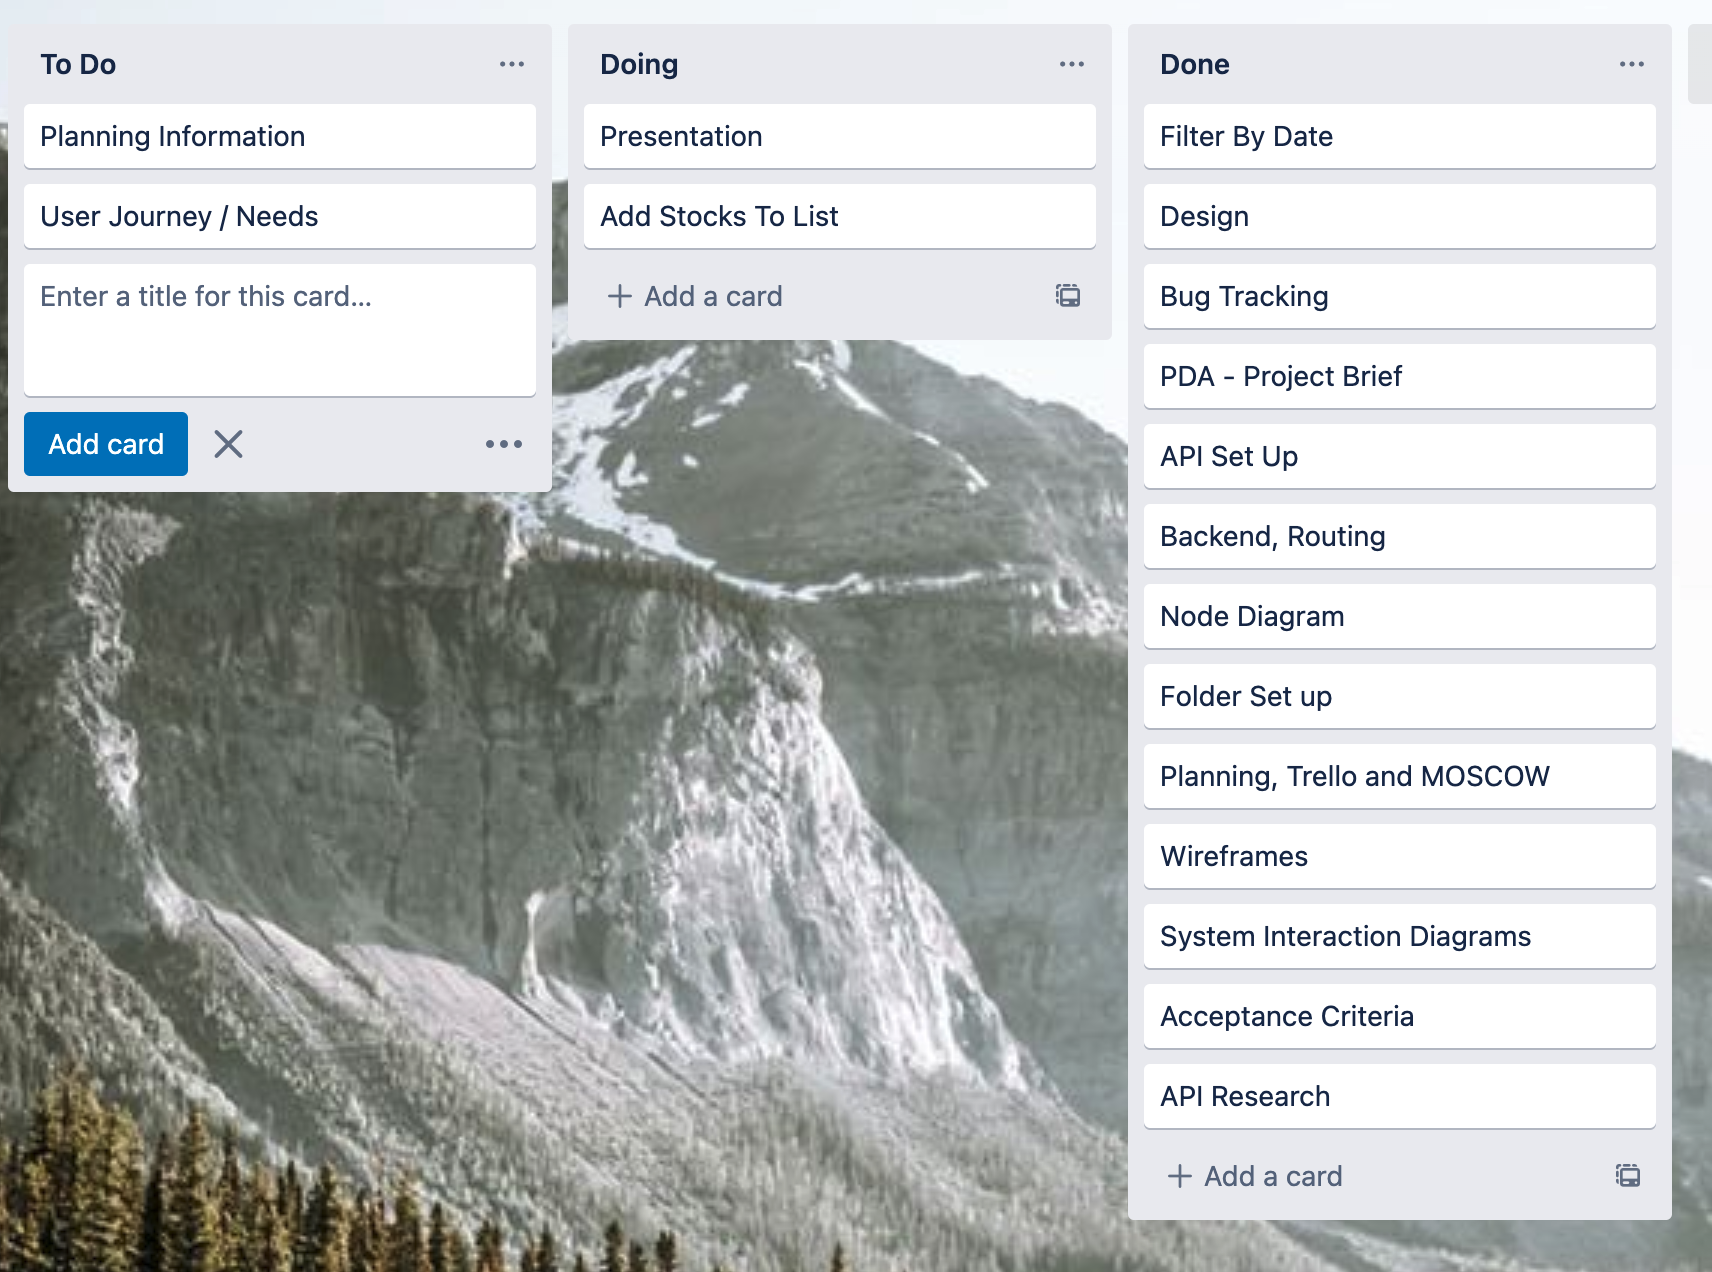 To Do
Planning Information
User Journey / Needs
Enter a title for this card...
Add card
Doing
Presentation
Add Stocks To List
Add a card
Done
Filter By Date
Design
Bug Tracking
PDA - Project Brief
API Set Up
Backend, Routing
Node Diagram
Folder Set up
Planning, Trello and MOSCOW
Wireframes
System Interaction Diagrams
Acceptance Criteria
API Research
Add a card